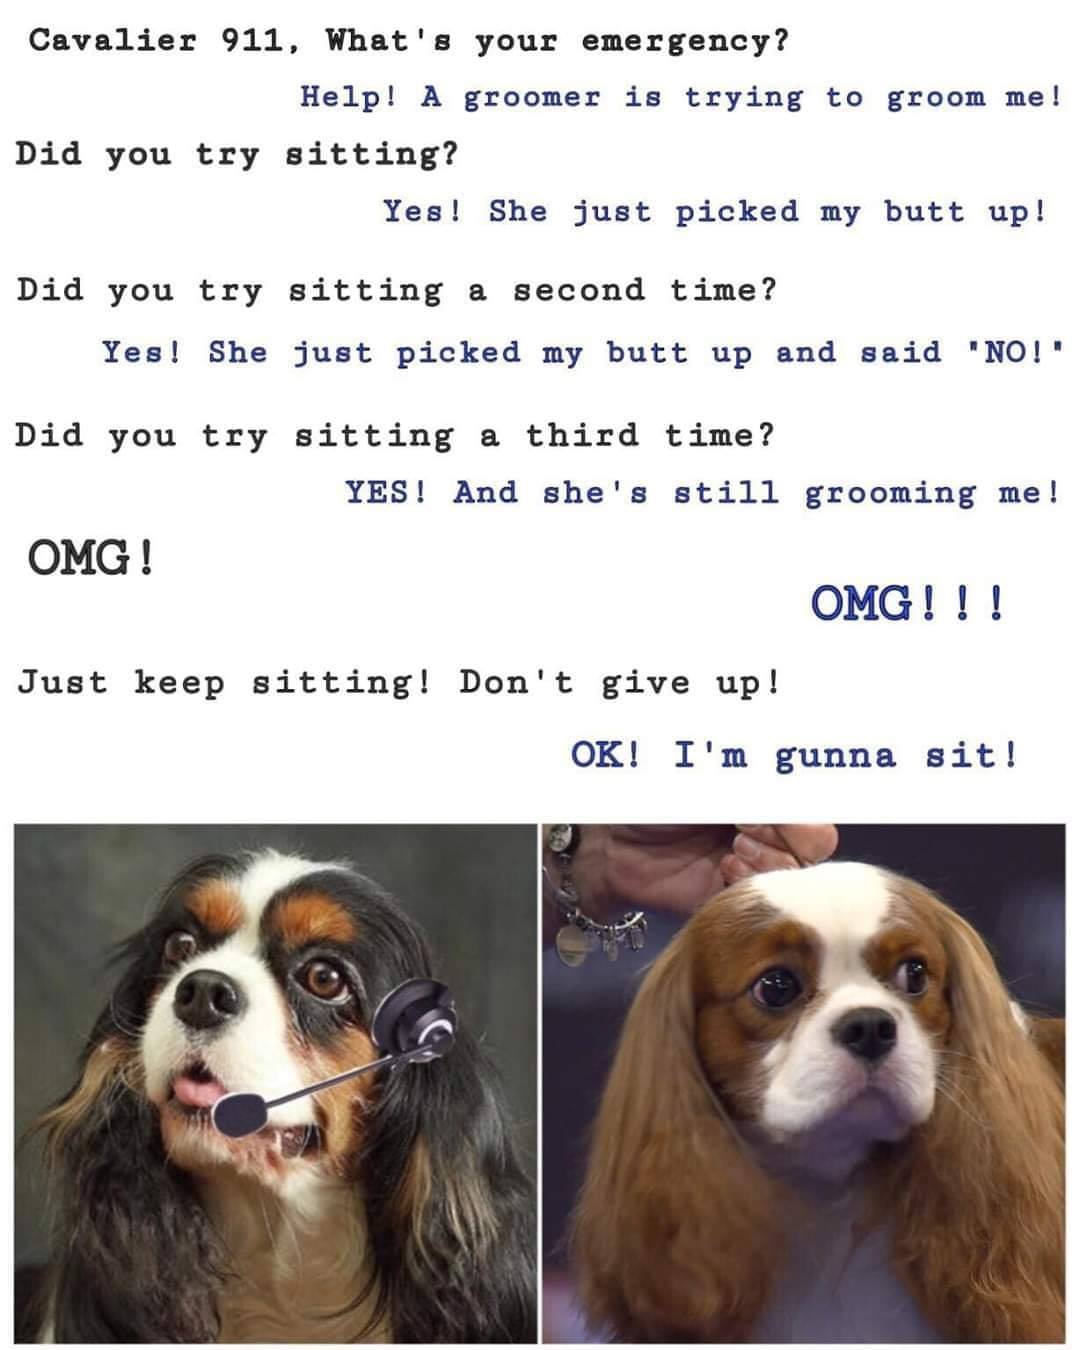 Cavalier 911, What's your emergency?
Help! A groomer is trying to groom me!
Did you try sitting?
Yes! She just picked my butt up!
Did you try sitting a second time?
Yes! She just picked my butt up and said "NO!"
Did you try sitting a third time?
YES! And she's still grooming me!
OMG!
OMG!!!
Just keep sitting! Don't give up!
OK! I'm gunna sit!